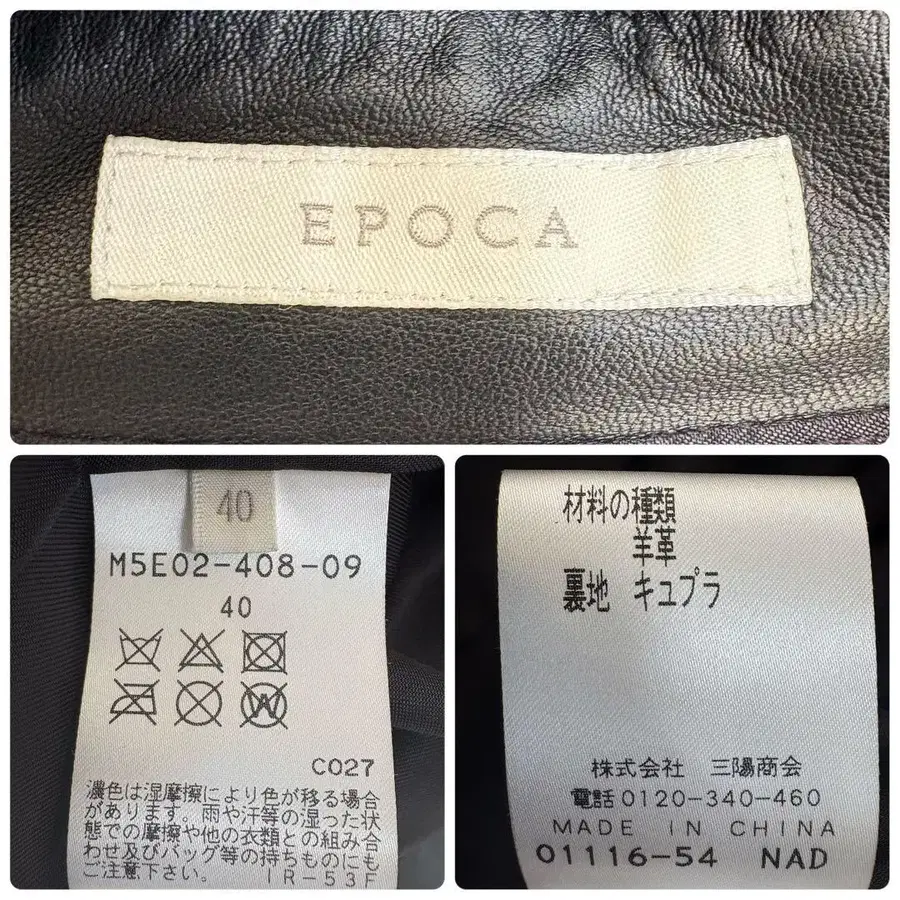 EPOCA
40
M5E02-408-09
40
C027
濃色は湿摩擦により色が移る場合
があります。雨や汗等の湿った状
態での摩擦や他の衣類との組み合
わせ及びバッグ等の持ちものにも
ご注意下さい。 IR-53F
材料の種類
羊革
裏地 キュプラ
株式会社 三陽商会
電話0120-340-460
MADE IN CHINA
01116-54 NAD